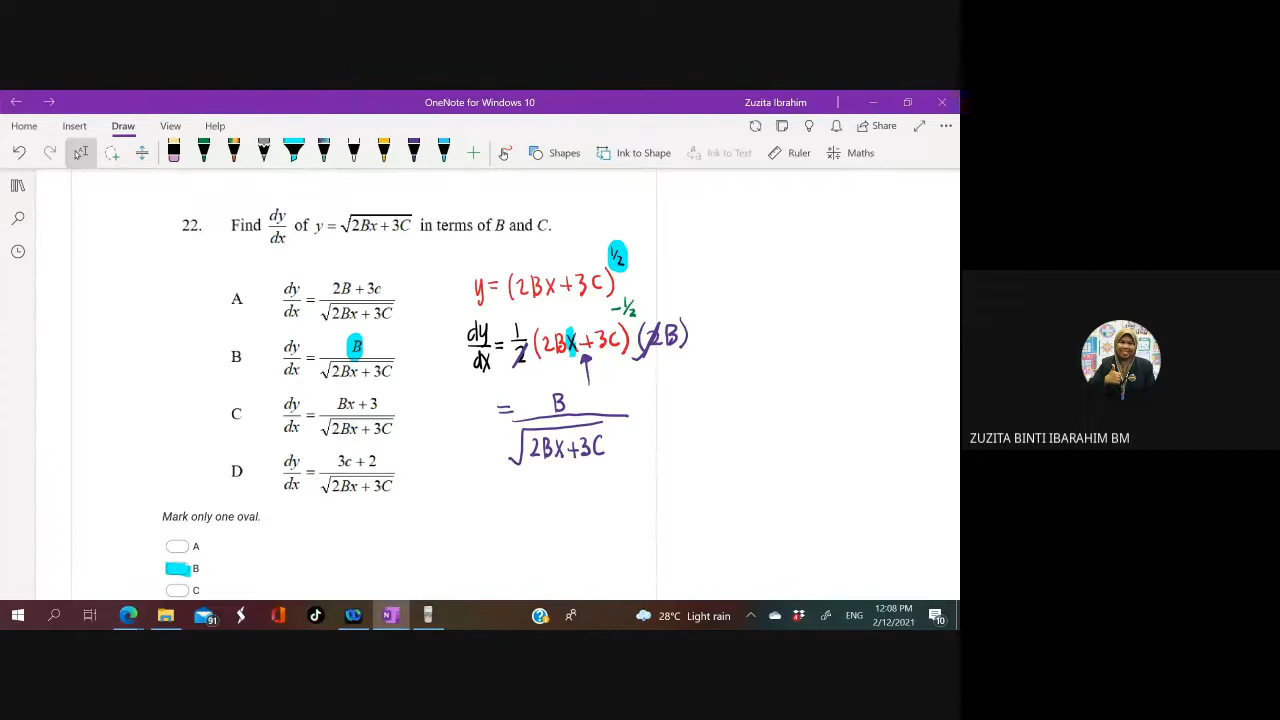 OneNote for Windows 10
Zuzita Ibrahim
Home Insert Draw View Help
Share
Shapes Ink to Shape Ink to Text Ruler Maths
22. Find dy/dx of y = √(2Bx + 3C) in terms of B and C.
y = (2Bx + 3C)^1/2
A dy/dx = (2B + 3c)/√(2Bx + 3C)
dy/dx = 1/2 (2Bx + 3C)^-1/2 (2B)
B dy/dx = B/√(2Bx + 3C)
= B/√(2Bx + 3C)
C dy/dx = (Bx + 3)/√(2Bx + 3C)
D dy/dx = (3c + 2)/√(2Bx + 3C)
Mark only one oval.
A
B
C
ZUZITA BINTI IBARAHIM BM
91
28°C Light rain
4
ENG
12:08 PM
2/12/2021
10